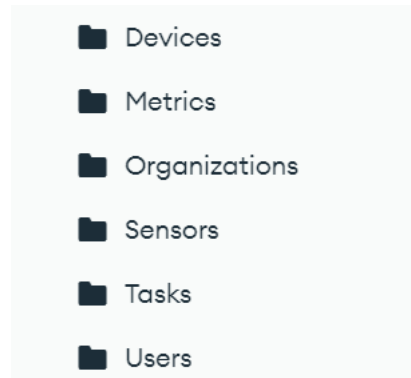 Devices
Metrics
Organizations
Sensors
Tasks
Users